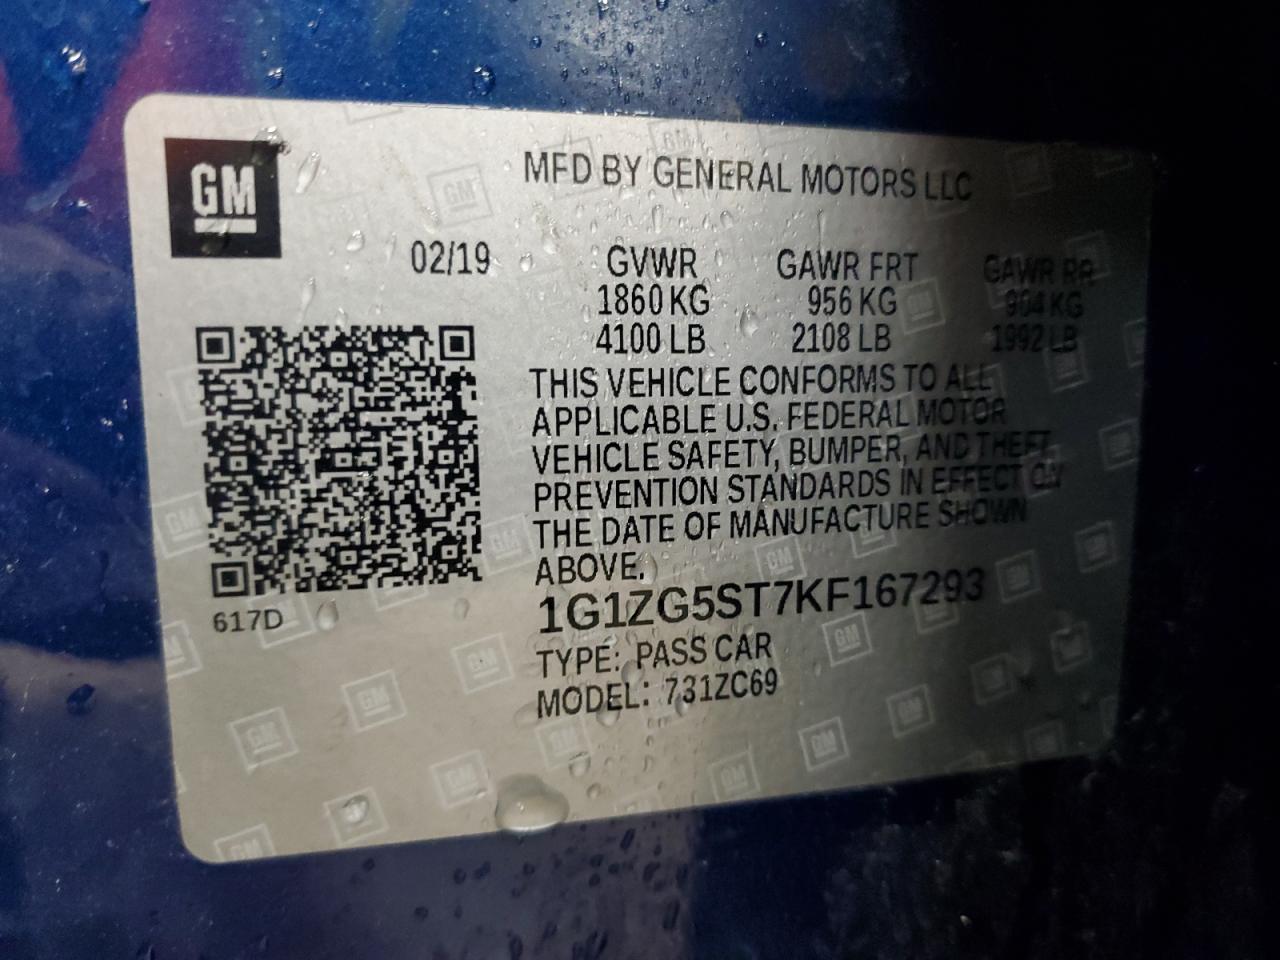 GM
MFD BY GENERAL MOTORS LLC
02/19 GVWR GAWR FRT GAWR RR
1860 KG 956 KG 904 KG
4100 LB 2108 LB 1992 LB
THIS VEHICLE CONFORMS TO ALL
APPLICABLE U.S. FEDERAL MOTOR
VEHICLE SAFETY, BUMPER, AND THEFT
PREVENTION STANDARDS IN EFFECT ON
THE DATE OF MANUFACTURE SHOWN
ABOVE.
617D
1G1ZG5ST7KF167293
TYPE: PASS CAR
MODEL: 731ZC69